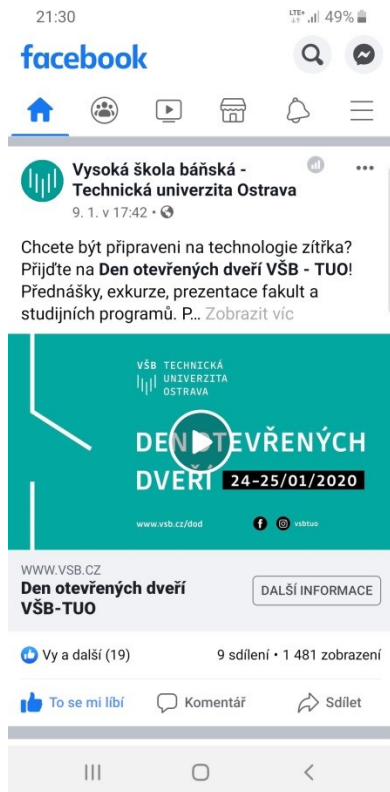 21:30 LTE+ 49%
facebook
Vysoká škola báňská -
Technická univerzita Ostrava
9. 1. v 17:42 •
Chcete být připraveni na technologie zítřka?
Přijďte na Den otevřených dveří VŠB - TUO!
Přednášky, exkurze, prezentace fakult a
studijních programů. P... Zobrazit víc
VŠB TECHNICKÁ
UNIVERZITA
OSTRAVA
DEN OTEVŘENÝCH
DVEŘÍ 24-25/01/2020
www.vsb.cz/dod vsbtuo
WWW.VSB.CZ
Den otevřených dveří
VŠB-TUO
DALŠÍ INFORMACE
Vy a další (19) 9 sdílení • 1 481 zobrazení
To se mi líbí Komentář Sdílet